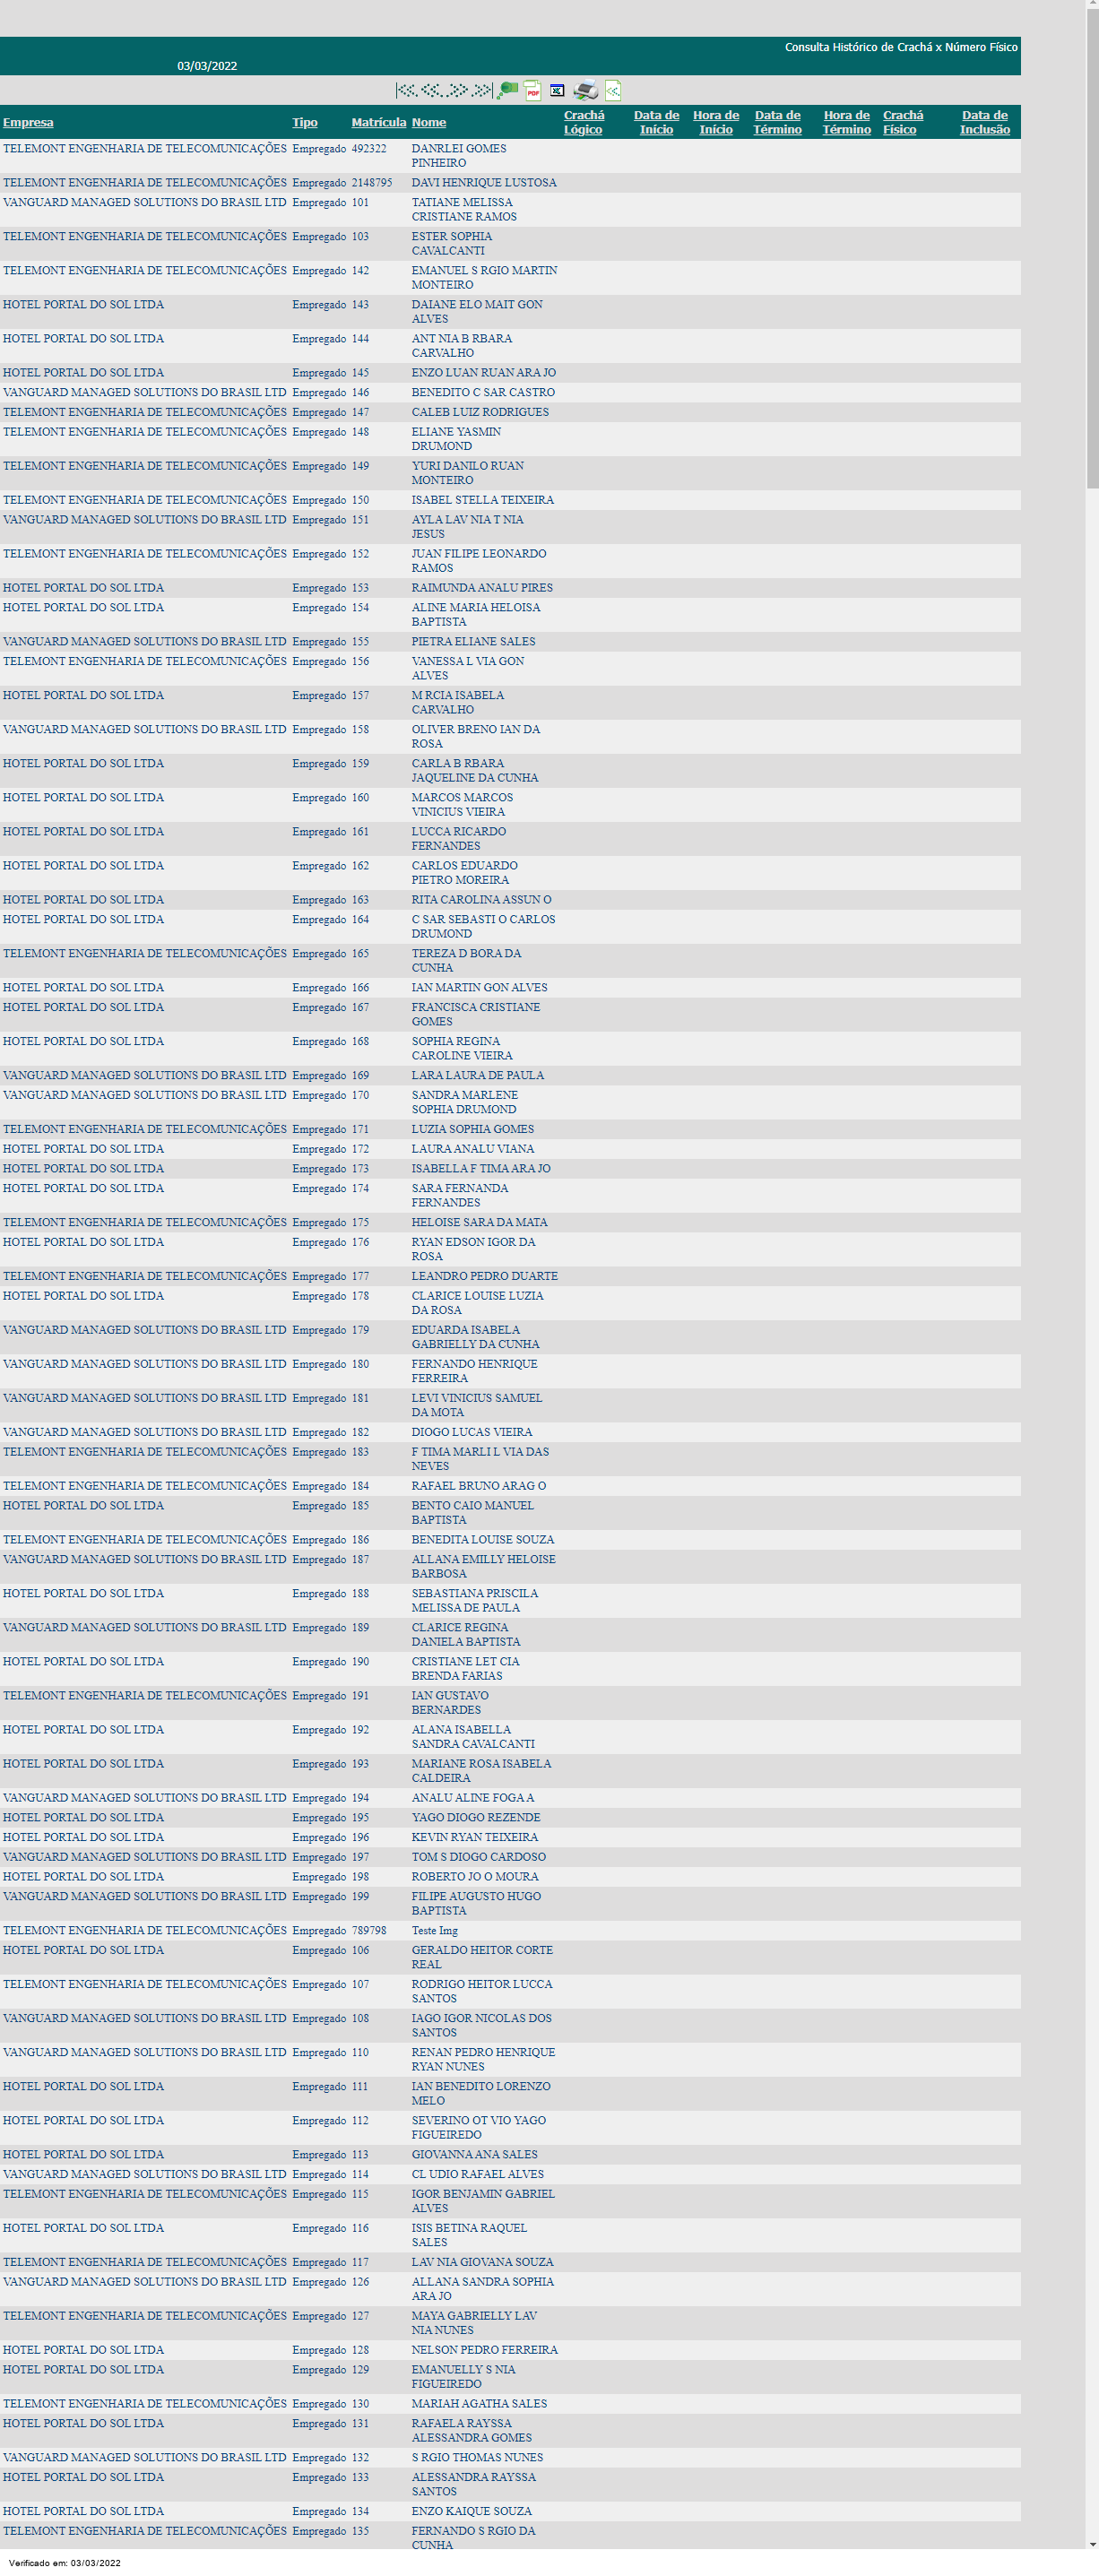 Consulta Histórico de Crachá x Número Físico
03/03/2022
PDF
Empresa Tipo Matrícula Nome Crachá Lógico Data de Início Hora de Início Data de Término Hora de Término Crachá Físico Data de Inclusão
TELEMONT ENGENHARIA DE TELECOMUNICAÇÕES Empregado 492322 DANRLEI GOMES
PINHEIRO
TELEMONT ENGENHARIA DE TELECOMUNICAÇÕES Empregado 2148795 DAVI HENRIQUE LUSTOSA
VANGUARD MANAGED SOLUTIONS DO BRASIL LTD Empregado 101 TATIANE MELISSA
CRISTIANE RAMOS
TELEMONT ENGENHARIA DE TELECOMUNICAÇÕES Empregado 103 ESTER SOPHIA
CAVALCANTI
TELEMONT ENGENHARIA DE TELECOMUNICAÇÕES Empregado 142 EMANUEL S RGIO MARTIN
MONTEIRO
HOTEL PORTAL DO SOL LTDA Empregado 143 DAIANE ELO MAIT GON
ALVES
HOTEL PORTAL DO SOL LTDA Empregado 144 ANT NIA B RBARA
CARVALHO
HOTEL PORTAL DO SOL LTDA Empregado 145 ENZO LUAN RUAN ARA JO
VANGUARD MANAGED SOLUTIONS DO BRASIL LTD Empregado 146 BENEDITO C SAR CASTRO
TELEMONT ENGENHARIA DE TELECOMUNICAÇÕES Empregado 147 CALEB LUIZ RODRIGUES
TELEMONT ENGENHARIA DE TELECOMUNICAÇÕES Empregado 148 ELIANE YASMIN
DRUMOND
TELEMONT ENGENHARIA DE TELECOMUNICAÇÕES Empregado 149 YURI DANILO RUAN
MONTEIRO
TELEMONT ENGENHARIA DE TELECOMUNICAÇÕES Empregado 150 ISABEL STELLA TEIXEIRA
VANGUARD MANAGED SOLUTIONS DO BRASIL LTD Empregado 151 AYLA LAV NIA T NIA
JESUS
TELEMONT ENGENHARIA DE TELECOMUNICAÇÕES Empregado 152 JUAN FILIPE LEONARDO
RAMOS
HOTEL PORTAL DO SOL LTDA Empregado 153 RAIMUNDA ANALU PIRES
HOTEL PORTAL DO SOL LTDA Empregado 154 ALINE MARIA HELOISA
BAPTISTA
VANGUARD MANAGED SOLUTIONS DO BRASIL LTD Empregado 155 PIETRA ELIANE SALES
TELEMONT ENGENHARIA DE TELECOMUNICAÇÕES Empregado 156 VANESSA L VIA GON
ALVES
HOTEL PORTAL DO SOL LTDA Empregado 157 M RCIA ISABELA
CARVALHO
VANGUARD MANAGED SOLUTIONS DO BRASIL LTD Empregado 158 OLIVER BRENO IAN DA
ROSA
HOTEL PORTAL DO SOL LTDA Empregado 159 CARLA B RBARA
JAQUELINE DA CUNHA
HOTEL PORTAL DO SOL LTDA Empregado 160 MARCOS MARCOS
VINICIUS VIEIRA
HOTEL PORTAL DO SOL LTDA Empregado 161 LUCCA RICARDO
FERNANDES
HOTEL PORTAL DO SOL LTDA Empregado 162 CARLOS EDUARDO
PIETRO MOREIRA
HOTEL PORTAL DO SOL LTDA Empregado 163 RITA CAROLINA ASSUN O
HOTEL PORTAL DO SOL LTDA Empregado 164 C SAR SEBASTI O CARLOS
DRUMOND
TELEMONT ENGENHARIA DE TELECOMUNICAÇÕES Empregado 165 TEREZA D BORA DA
CUNHA
HOTEL PORTAL DO SOL LTDA Empregado 166 IAN MARTIN GON ALVES
HOTEL PORTAL DO SOL LTDA Empregado 167 FRANCISCA CRISTIANE
GOMES
HOTEL PORTAL DO SOL LTDA Empregado 168 SOPHIA REGINA
CAROLINE VIEIRA
VANGUARD MANAGED SOLUTIONS DO BRASIL LTD Empregado 169 LARA LAURA DE PAULA
VANGUARD MANAGED SOLUTIONS DO BRASIL LTD Empregado 170 SANDRA MARLENE
SOPHIA DRUMOND
TELEMONT ENGENHARIA DE TELECOMUNICAÇÕES Empregado 171 LUZIA SOPHIA GOMES
HOTEL PORTAL DO SOL LTDA Empregado 172 LAURA ANALU VIANA
HOTEL PORTAL DO SOL LTDA Empregado 173 ISABELLA F TIMA ARA JO
HOTEL PORTAL DO SOL LTDA Empregado 174 SARA FERNANDA
FERNANDES
TELEMONT ENGENHARIA DE TELECOMUNICAÇÕES Empregado 175 HELOISE SARA DA MATA
HOTEL PORTAL DO SOL LTDA Empregado 176 RYAN EDSON IGOR DA
ROSA
TELEMONT ENGENHARIA DE TELECOMUNICAÇÕES Empregado 177 LEANDRO PEDRO DUARTE
HOTEL PORTAL DO SOL LTDA Empregado 178 CLARICE LOUISE LUZIA
DA ROSA
VANGUARD MANAGED SOLUTIONS DO BRASIL LTD Empregado 179 EDUARDA ISABELA
GABRIELLY DA CUNHA
VANGUARD MANAGED SOLUTIONS DO BRASIL LTD Empregado 180 FERNANDO HENRIQUE
FERREIRA
VANGUARD MANAGED SOLUTIONS DO BRASIL LTD Empregado 181 LEVI VINICIUS SAMUEL
DA MOTA
VANGUARD MANAGED SOLUTIONS DO BRASIL LTD Empregado 182 DIOGO LUCAS VIEIRA
TELEMONT ENGENHARIA DE TELECOMUNICAÇÕES Empregado 183 F TIMA MARLI L VIA DAS
NEVES
TELEMONT ENGENHARIA DE TELECOMUNICAÇÕES Empregado 184 RAFAEL BRUNO ARAG O
HOTEL PORTAL DO SOL LTDA Empregado 185 BENTO CAIO MANUEL
BAPTISTA
TELEMONT ENGENHARIA DE TELECOMUNICAÇÕES Empregado 186 BENEDITA LOUISE SOUZA
VANGUARD MANAGED SOLUTIONS DO BRASIL LTD Empregado 187 ALLANA EMILLY HELOISE
BARBOSA
HOTEL PORTAL DO SOL LTDA Empregado 188 SEBASTIANA PRISCILA
MELISSA DE PAULA
VANGUARD MANAGED SOLUTIONS DO BRASIL LTD Empregado 189 CLARICE REGINA
DANIELA BAPTISTA
HOTEL PORTAL DO SOL LTDA Empregado 190 CRISTIANE LET CIA
BRENDA FARIAS
TELEMONT ENGENHARIA DE TELECOMUNICAÇÕES Empregado 191 IAN GUSTAVO
BERNARDES
HOTEL PORTAL DO SOL LTDA Empregado 192 ALANA ISABELLA
SANDRA CAVALCANTI
HOTEL PORTAL DO SOL LTDA Empregado 193 MARIANE ROSA ISABELA
CALDEIRA
VANGUARD MANAGED SOLUTIONS DO BRASIL LTD Empregado 194 ANALU ALINE FOGA A
HOTEL PORTAL DO SOL LTDA Empregado 195 YAGO DIOGO REZENDE
HOTEL PORTAL DO SOL LTDA Empregado 196 KEVIN RYAN TEIXEIRA
VANGUARD MANAGED SOLUTIONS DO BRASIL LTD Empregado 197 TOM S DIOGO CARDOSO
HOTEL PORTAL DO SOL LTDA Empregado 198 ROBERTO JO O MOURA
VANGUARD MANAGED SOLUTIONS DO BRASIL LTD Empregado 199 FILIPE AUGUSTO HUGO
BAPTISTA
TELEMONT ENGENHARIA DE TELECOMUNICAÇÕES Empregado 789798 Teste Img
HOTEL PORTAL DO SOL LTDA Empregado 106 GERALDO HEITOR CORTE
REAL
TELEMONT ENGENHARIA DE TELECOMUNICAÇÕES Empregado 107 RODRIGO HEITOR LUCCA
SANTOS
VANGUARD MANAGED SOLUTIONS DO BRASIL LTD Empregado 108 IAGO IGOR NICOLAS DOS
SANTOS
VANGUARD MANAGED SOLUTIONS DO BRASIL LTD Empregado 110 RENAN PEDRO HENRIQUE
RYAN NUNES
HOTEL PORTAL DO SOL LTDA Empregado 111 IAN BENEDITO LORENZO
MELO
HOTEL PORTAL DO SOL LTDA Empregado 112 SEVERINO OT VIO YAGO
FIGUEIREDO
HOTEL PORTAL DO SOL LTDA Empregado 113 GIOVANNA ANA SALES
VANGUARD MANAGED SOLUTIONS DO BRASIL LTD Empregado 114 CL UDIO RAFAEL ALVES
TELEMONT ENGENHARIA DE TELECOMUNICAÇÕES Empregado 115 IGOR BENJAMIN GABRIEL
ALVES
HOTEL PORTAL DO SOL LTDA Empregado 116 ISIS BETINA RAQUEL
SALES
TELEMONT ENGENHARIA DE TELECOMUNICAÇÕES Empregado 117 LAV NIA GIOVANA SOUZA
VANGUARD MANAGED SOLUTIONS DO BRASIL LTD Empregado 126 ALLANA SANDRA SOPHIA
ARA JO
TELEMONT ENGENHARIA DE TELECOMUNICAÇÕES Empregado 127 MAYA GABRIELLY LAV
NIA NUNES
HOTEL PORTAL DO SOL LTDA Empregado 128 NELSON PEDRO FERREIRA
HOTEL PORTAL DO SOL LTDA Empregado 129 EMANUELLY S NIA
FIGUEIREDO
TELEMONT ENGENHARIA DE TELECOMUNICAÇÕES Empregado 130 MARIAH AGATHA SALES
HOTEL PORTAL DO SOL LTDA Empregado 131 RAFAELA RAYSSA
ALESSANDRA GOMES
VANGUARD MANAGED SOLUTIONS DO BRASIL LTD Empregado 132 S RGIO THOMAS NUNES
HOTEL PORTAL DO SOL LTDA Empregado 133 ALESSANDRA RAYSSA
SANTOS
HOTEL PORTAL DO SOL LTDA Empregado 134 ENZO KAIQUE SOUZA
TELEMONT ENGENHARIA DE TELECOMUNICAÇÕES Empregado 135 FERNANDO S RGIO DA
CUNHA
Verificado em: 03/03/2022